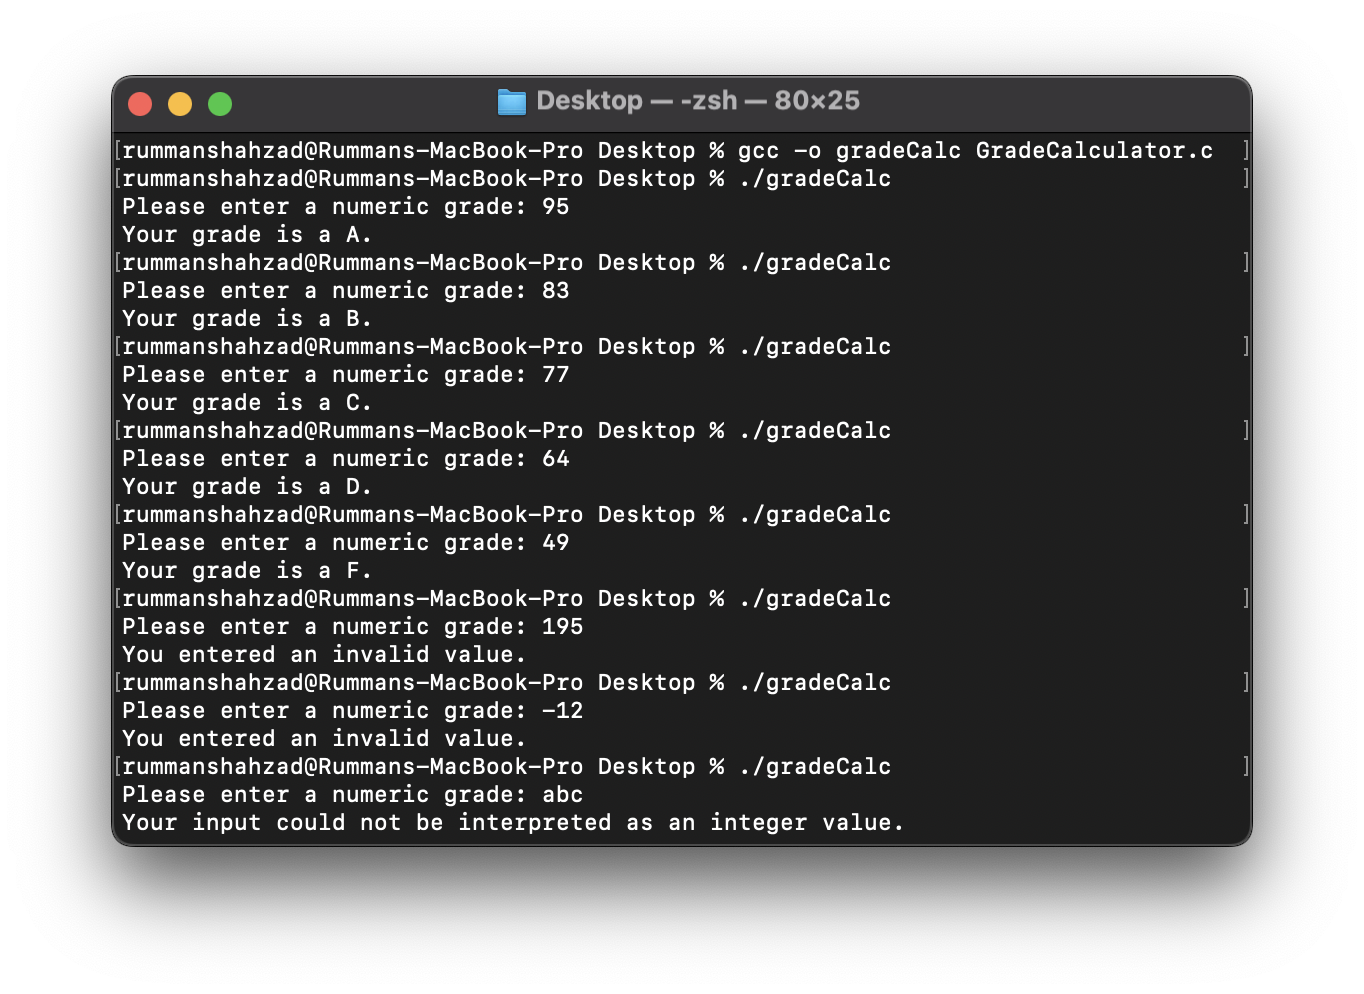 Desktop — -zsh — 80×25
[rummanshahzad@Rummans-MacBook-Pro Desktop % gcc -o gradeCalc GradeCalculator.c ]
[rummanshahzad@Rummans-MacBook-Pro Desktop % ./gradeCalc ]
Please enter a numeric grade: 95
Your grade is a A.
[rummanshahzad@Rummans-MacBook-Pro Desktop % ./gradeCalc ]
Please enter a numeric grade: 83
Your grade is a B.
[rummanshahzad@Rummans-MacBook-Pro Desktop % ./gradeCalc ]
Please enter a numeric grade: 77
Your grade is a C.
[rummanshahzad@Rummans-MacBook-Pro Desktop % ./gradeCalc ]
Please enter a numeric grade: 64
Your grade is a D.
[rummanshahzad@Rummans-MacBook-Pro Desktop % ./gradeCalc ]
Please enter a numeric grade: 49
Your grade is a F.
[rummanshahzad@Rummans-MacBook-Pro Desktop % ./gradeCalc ]
Please enter a numeric grade: 195
You entered an invalid value.
[rummanshahzad@Rummans-MacBook-Pro Desktop % ./gradeCalc ]
Please enter a numeric grade: -12
You entered an invalid value.
[rummanshahzad@Rummans-MacBook-Pro Desktop % ./gradeCalc ]
Please enter a numeric grade: abc
Your input could not be interpreted as an integer value.